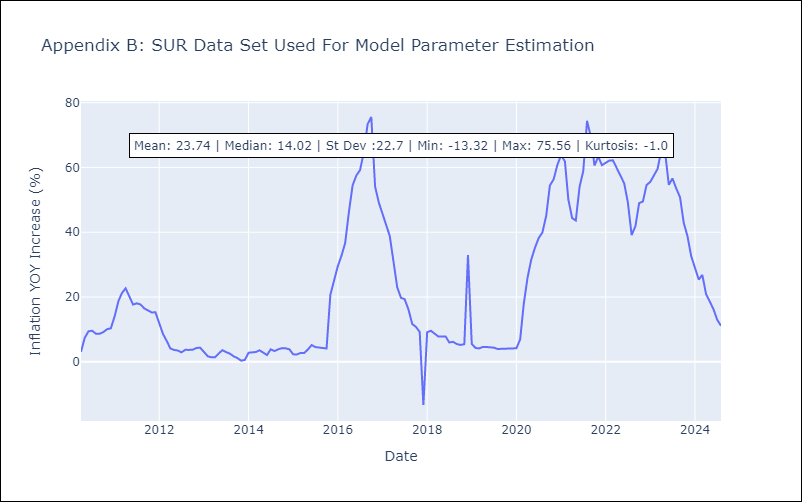 Appendix B: SUR Data Set Used For Model Parameter Estimation
80
Mean: 23.74 | Median: 14.02 | St Dev :22.7 | Min: -13.32 | Max: 75.56 | Kurtosis: -1.0
60
40
20
0
Inflation YOY Increase (%)
2012 2014 2016 2018 2020 2022 2024
Date